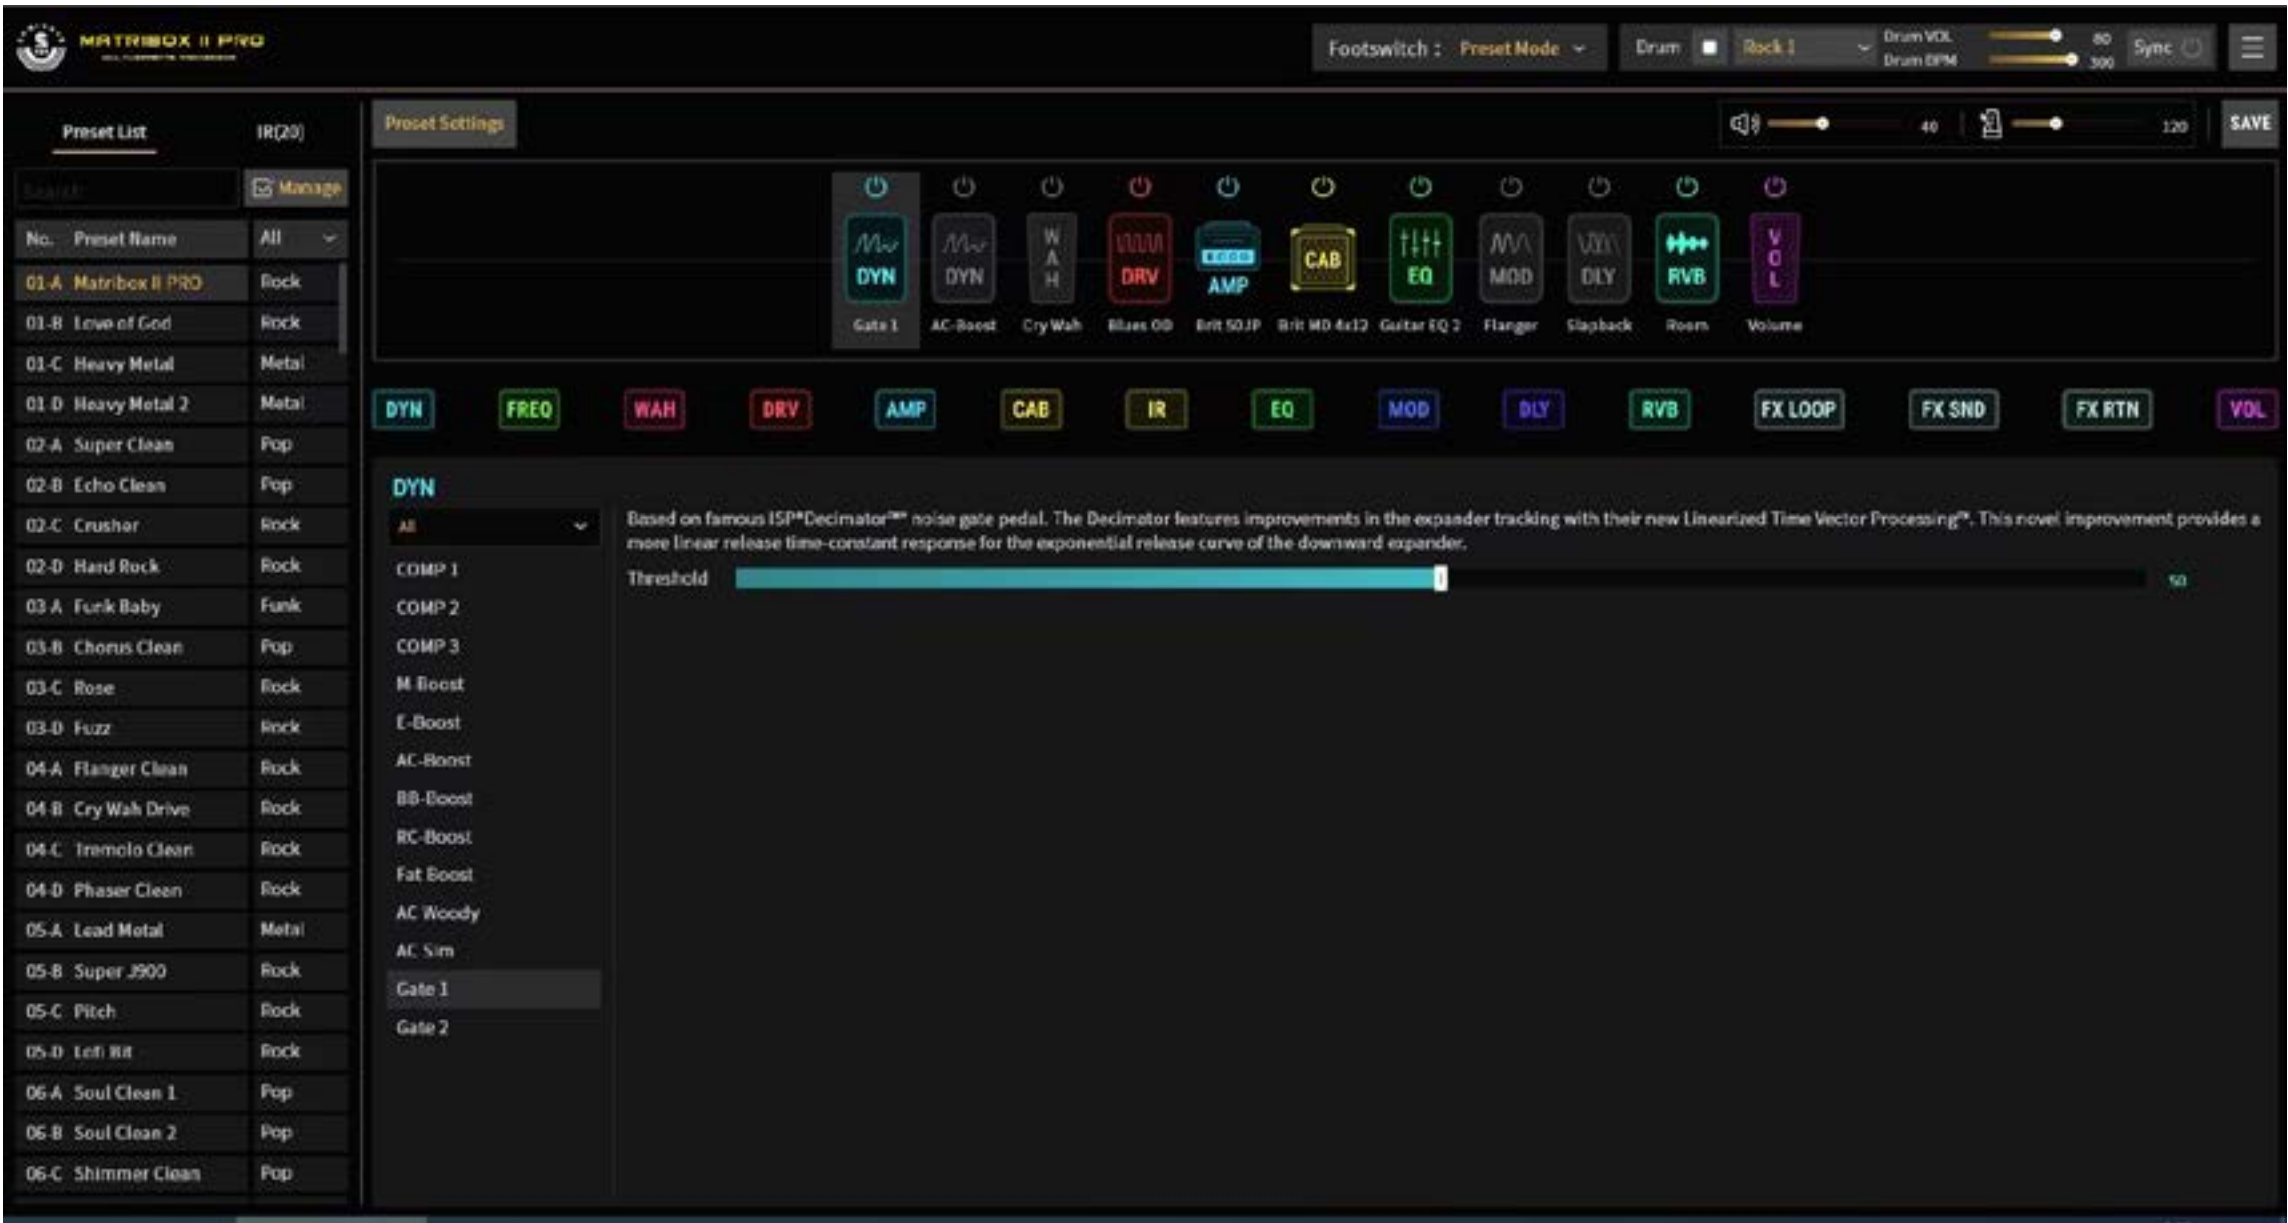 MATRIBOX II PRO
Footswitch : Preset Mode
Drum
Rock 1
Drum VOL
80
Drum BPM
300
Sync
Preset List
IR(20)
Preset Settings
40
120
SAVE
Search
Manage
No. Preset Name All
01-A Matribox II PRO Rock
01-B Love of God Rock
01-C Heavy Metal Metal
01-D Heavy Metal 2 Metal
02-A Super Clean Pop
02-B Echo Clean Pop
02-C Crusher Rock
02-D Hard Rock Rock
03-A Funk Baby Funk
03-B Chorus Clean Pop
03-C Rose Rock
03-D Fuzz Rock
04-A Flanger Clean Rock
04-B Cry Wah Drive Rock
04-C Tremolo Clean Rock
04-D Phaser Clean Rock
05-A Lead Metal Metal
05-B Super J900 Rock
05-C Pitch Rock
05-D Lofi Bit Rock
06-A Soul Clean 1 Pop
06-B Soul Clean 2 Pop
06-C Shimmer Clean Pop
DYN DYN WAH DRV AMP CAB EQ MOD DLY RVB VOL
Gate 1 AC-Boost Cry Wah Blues OD Brit 50JP Brit MD 4x12 Guitar EQ 2 Flanger Slapback Room Volume
DYN FREQ WAH DRV AMP CAB IR EQ MOD DLY RVB FX LOOP FX SND FX RTN VOL
DYN
All
COMP 1
COMP 2
COMP 3
M-Boost
E-Boost
AC-Boost
BB-Boost
RC-Boost
Fat Boost
AC Woody
AC Sim
Gate 1
Gate 2
Based on famous ISP®Decimator™* noise gate pedal. The Decimator features improvements in the expander tracking with their new Linearized Time Vector Processing™. This novel improvement provides a
more linear release time-constant response for the exponential release curve of the downward expander.
Threshold
50